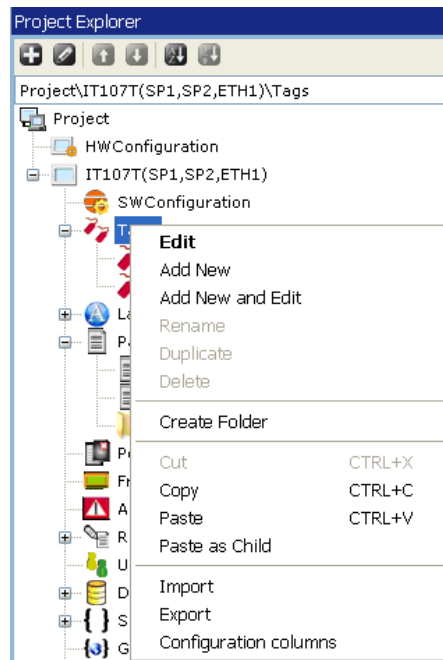 Project Explorer
Project\IT107T(SP1,SP2,ETH1)\Tags
Project
HWConfiguration
IT107T(SP1,SP2,ETH1)
SWConfiguration
Edit
Add New
Add New and Edit
Rename
Duplicate
Delete
Create Folder
Cut CTRL+X
Copy CTRL+C
Paste CTRL+V
Paste as Child
Import
Export
Configuration columns